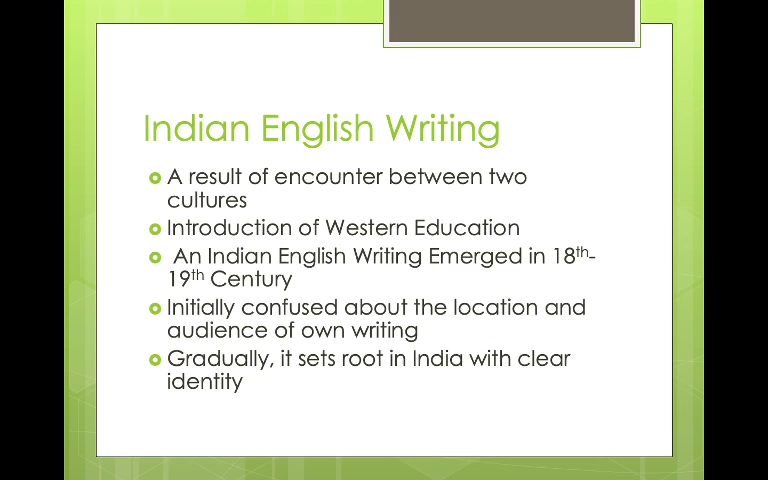 Indian English Writing
A result of encounter between two
cultures
Introduction of Western Education
An Indian English Writing Emerged in 18th-
19th Century
Initially confused about the location and
audience of own writing
Gradually, it sets root in India with clear
identity